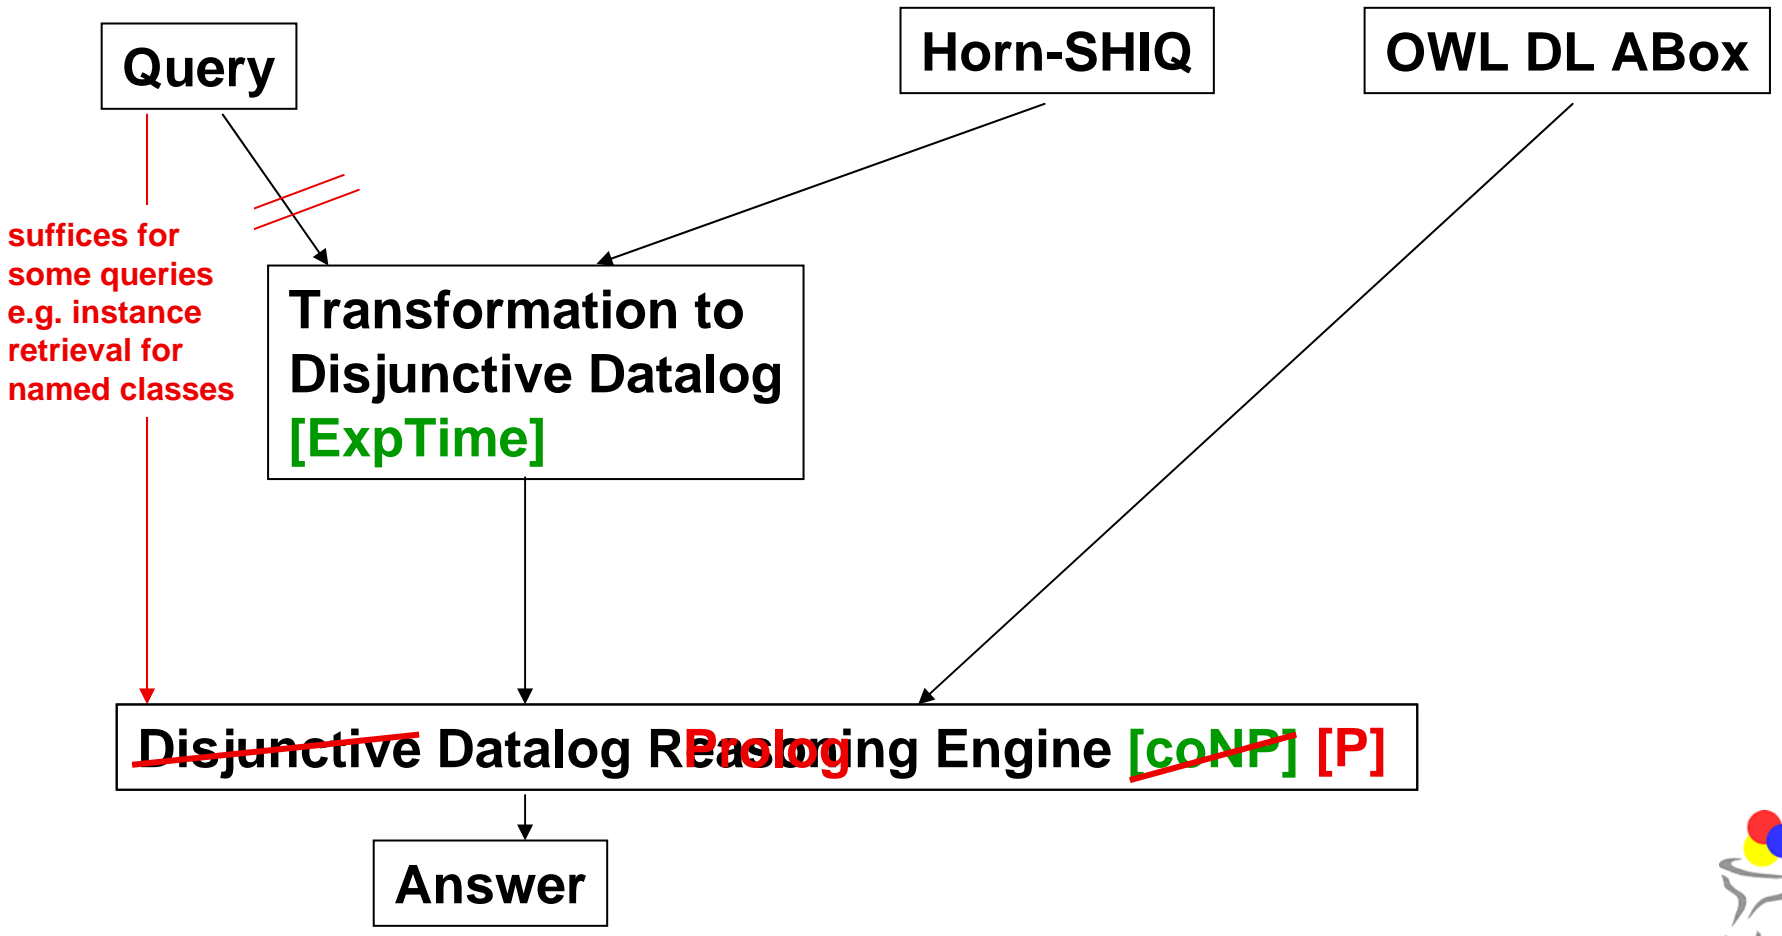 Query
Horn-SHIQ
OWL DL ABox
suffices for
some queries
e.g. instance
retrieval for
named classes
Transformation to
Disjunctive Datalog
[ExpTime]
Disjunctive Datalog Reasoning Engine [coNP] [P]
Prolog
Answer